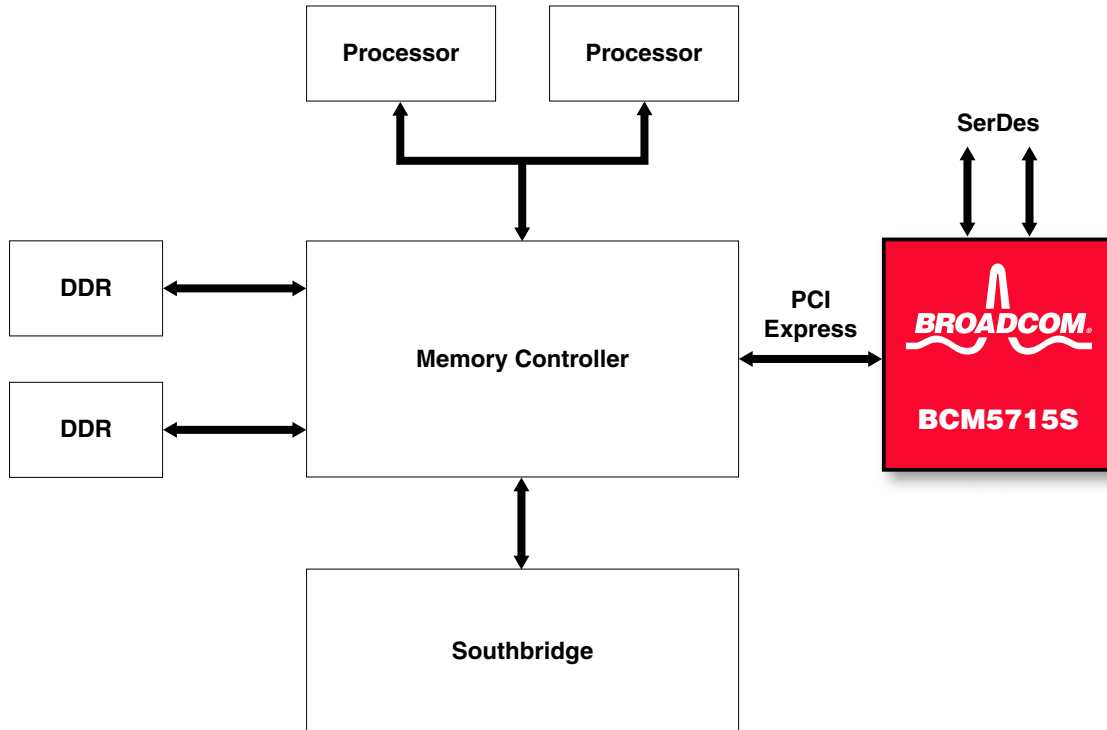 Processor
Processor
SerDes
DDR
PCI
Express
BROADCOM®
Memory Controller
DDR
BCM5715S
Southbridge